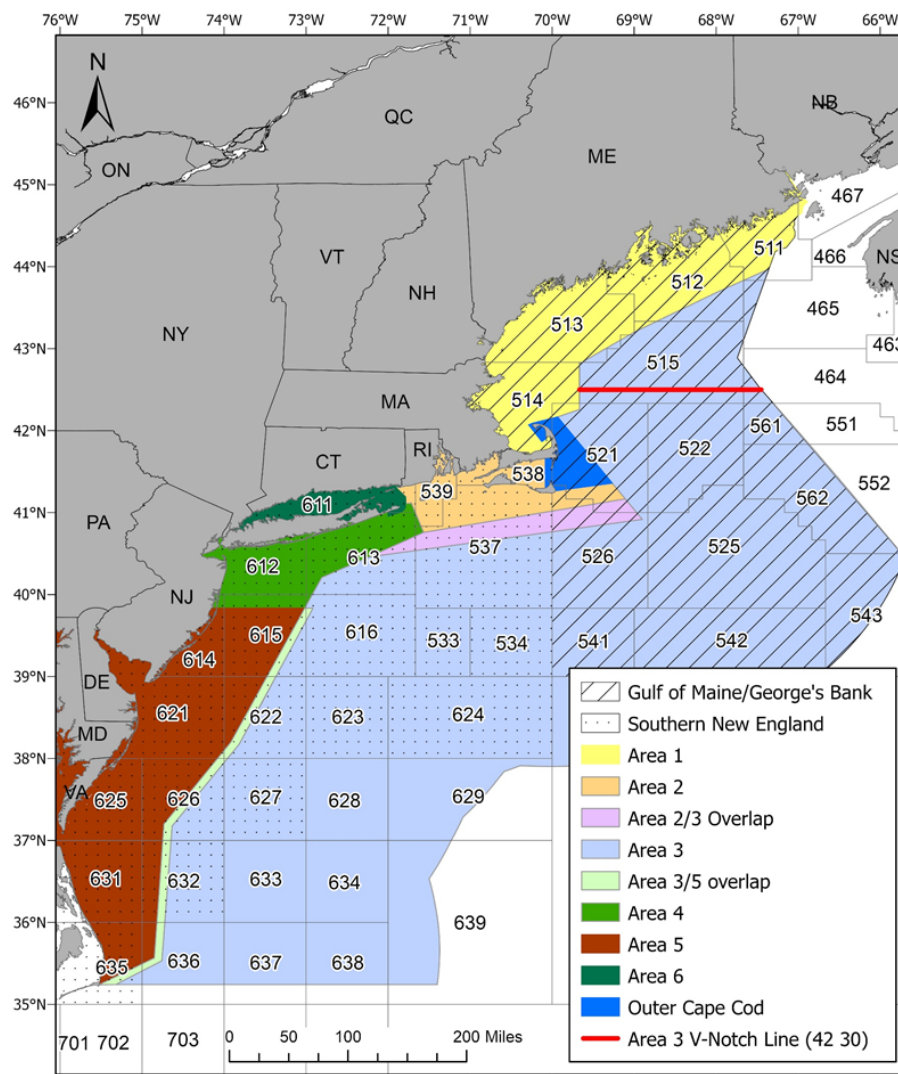 76°W 75°W 74°W 73°W 72°W 71°W 70°W 69°W 68°W 67°W 66°W
N
46°N
NB
QC
ME
ON
45°N
467
VT
511
466
NS
44°N
512
NH
513
465
NY
43°N
515
463
464
514
MA
42°N
561
551
521
522
CT
RI
538
552
539
562
611
41°N
PA
537
525
613
526
612
40°N
NJ
543
615
616
533
534
541
542
614
39°N
DE
621
622
623
624
MD
38°N
VA
625
626
627
628
629
37°N
631
632
633
634
36°N
639
635
636
637
638
35°N
701
702
703
0 50 100 200 Miles
Gulf of Maine/George's Bank
Southern New England
Area 1
Area 2
Area 2/3 Overlap
Area 3
Area 3/5 overlap
Area 4
Area 5
Area 6
Outer Cape Cod
Area 3 V-Notch Line (42 30)